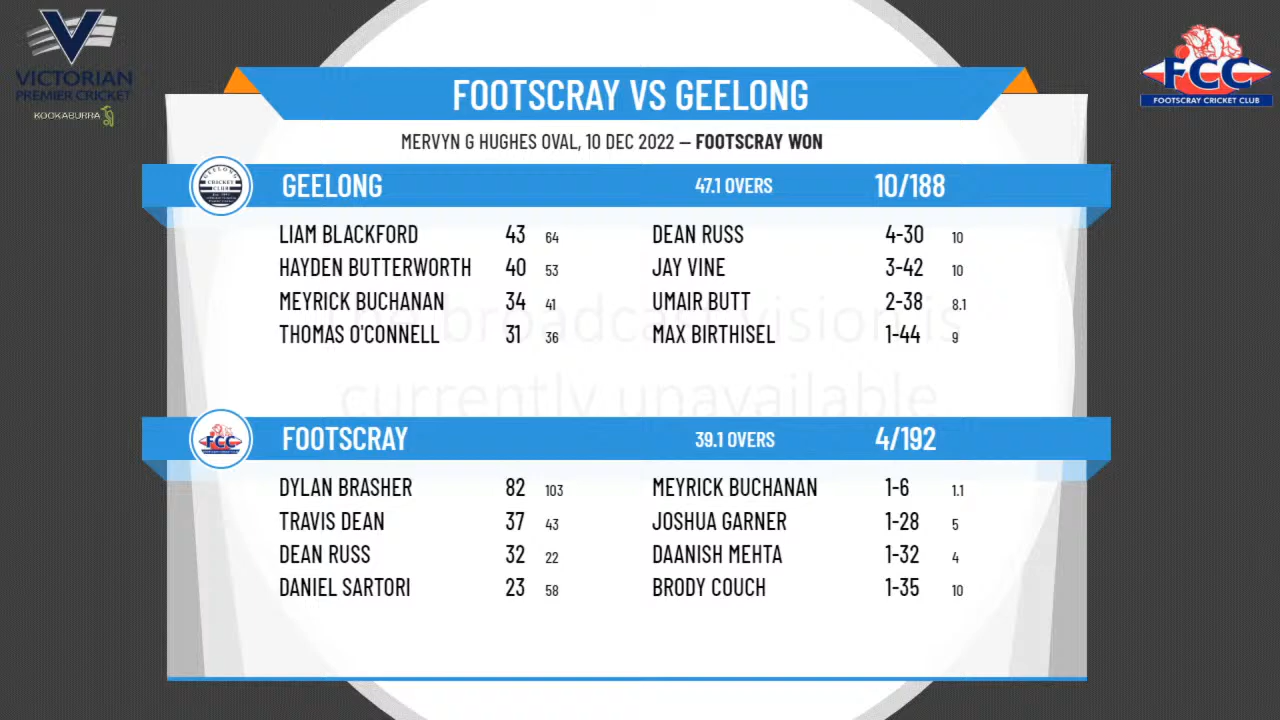 VICTORIAN
PREMIER CRICKET
KOOKABURRA
FCC
FOOTSCRAY CRICKET CLUB
FOOTSCRAY VS GEELONG
MERVYN G HUGHES OVAL, 10 DEC 2022 – FOOTSCRAY WON
GEELONG CRICKET CLUB
GEELONG 47.1 OVERS 10/188
LIAM BLACKFORD 43 64 DEAN RUSS 4-30 10
HAYDEN BUTTERWORTH 40 53 JAY VINE 3-42 10
MEYRICK BUCHANAN 34 41 UMAIR BUTT 2-38 8.1
THOMAS O'CONNELL 31 36 MAX BIRTHISEL 1-44 9
The broadcast vision is
currently unavailable
FCC
FOOTSCRAY 39.1 OVERS 4/192
DYLAN BRASHER 82 103 MEYRICK BUCHANAN 1-6 1.1
TRAVIS DEAN 37 43 JOSHUA GARNER 1-28 5
DEAN RUSS 32 22 DAANISH MEHTA 1-32 4
DANIEL SARTORI 23 58 BRODY COUCH 1-35 10